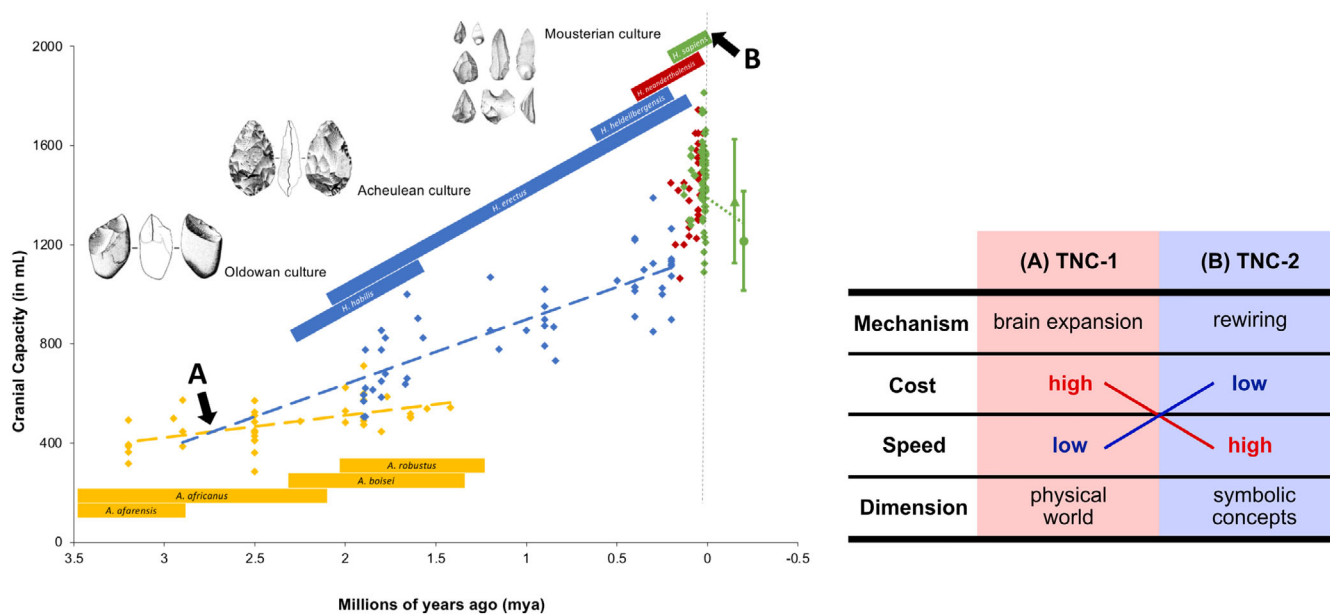 Cranial Capacity (in mL)
2000
1600
1200
800
400
0
3.5
3
2.5
2
1.5
1
0.5
0
-0.5
Millions of years ago (mya)
Mousterian culture
Acheulean culture
Oldowan culture
A
B
H. sapiens
H. neandertholensis
H. heidelbergensis
H. erectus
H. habilis
A. robustus
A. boisei
A. africanus
A. afarensis
(A) TNC-1 (B) TNC-2
Mechanism brain expansion rewiring
Cost high low
Speed low high
Dimension physical world symbolic concepts